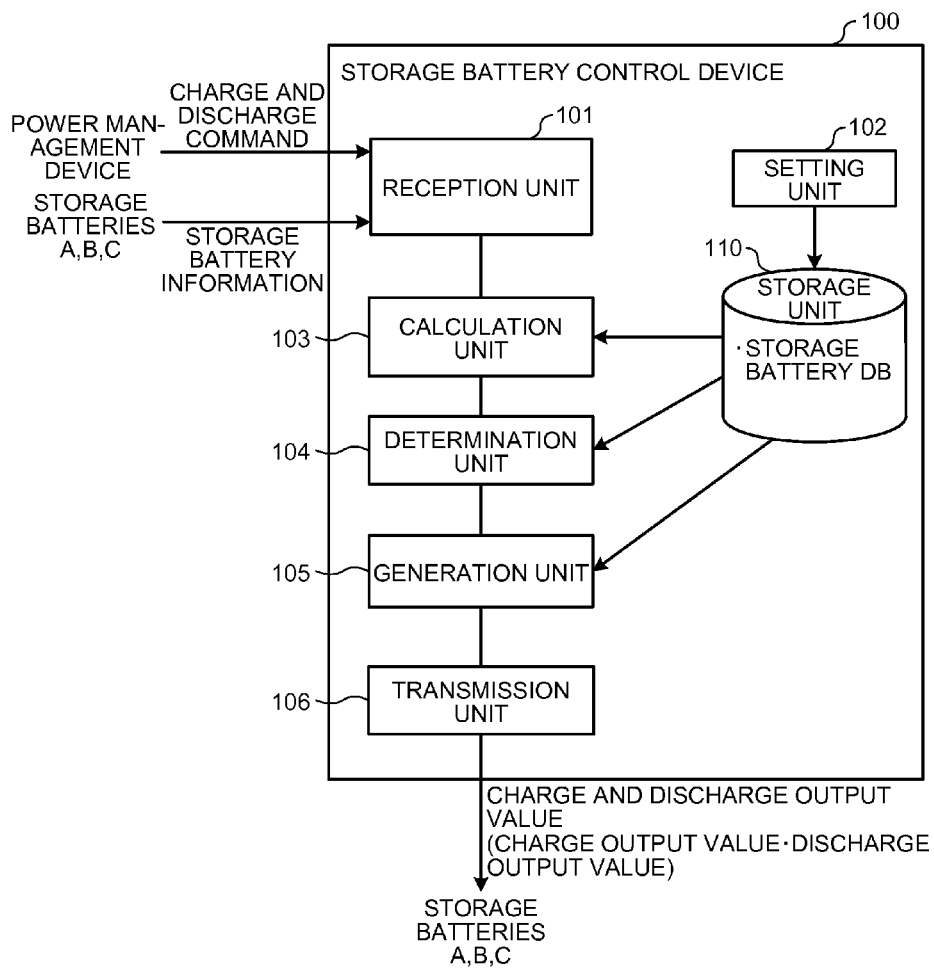 100
STORAGE BATTERY CONTROL DEVICE
CHARGE AND
DISCHARGE
COMMAND
POWER MAN-
AGEMENT
DEVICE
STORAGE
BATTERIES
A,B,C
STORAGE
BATTERY
INFORMATION
101
RECEPTION UNIT
102
SETTING
UNIT
110
STORAGE
UNIT
·STORAGE
BATTERY DB
103
CALCULATION
UNIT
104
DETERMINATION
UNIT
105
GENERATION UNIT
106
TRANSMISSION
UNIT
CHARGE AND DISCHARGE OUTPUT
VALUE
(CHARGE OUTPUT VALUE·DISCHARGE
OUTPUT VALUE)
STORAGE
BATTERIES
A,B,C